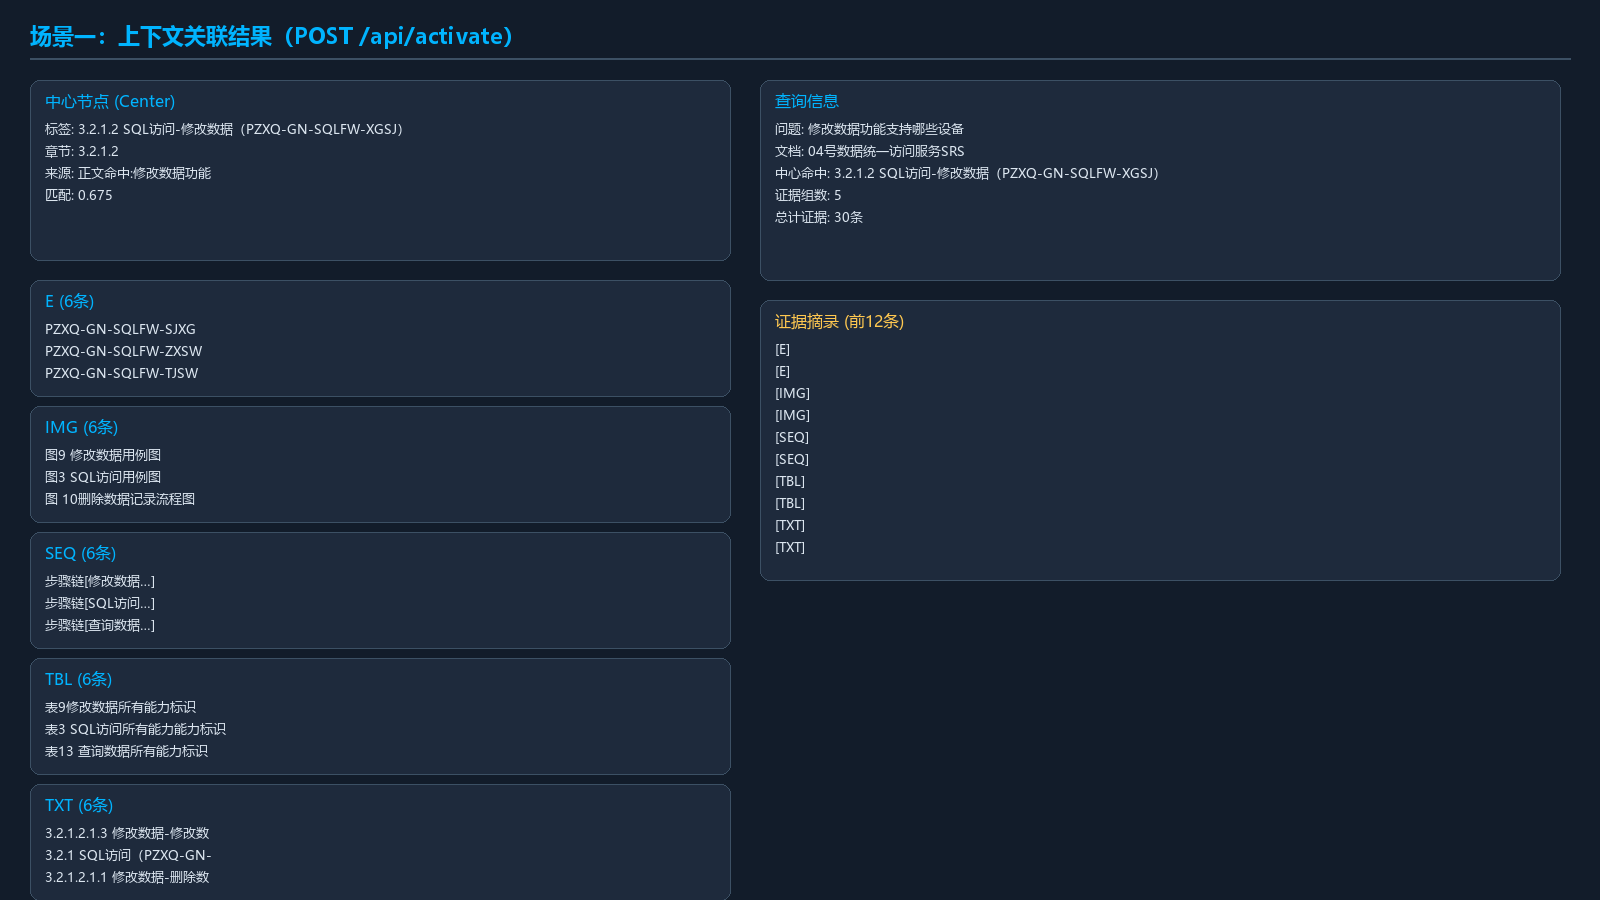 场景一：上下文关联结果（POST /api/activate）
中心节点 (Center)
标签: 3.2.1.2 SQL访问-修改数据（PZXQ-GN-SQLFW-XGSJ）
章节: 3.2.1.2
来源: 正文命中:修改数据功能
匹配: 0.675
E (6条)
PZXQ-GN-SQLFW-SJXG
PZXQ-GN-SQLFW-ZXSW
PZXQ-GN-SQLFW-TJSW
IMG (6条)
图9 修改数据用例图
图3 SQL访问用例图
图 10删除数据记录流程图
SEQ (6条)
步骤链[修改数据...]
步骤链[SQL访问...]
步骤链[查询数据...]
TBL (6条)
表9修改数据所有能力标识
表3 SQL访问所有能力能力标识
表13 查询数据所有能力标识
TXT (6条)
3.2.1.2.1.3 修改数据-修改数
3.2.1 SQL访问（PZXQ-GN-
3.2.1.2.1.1 修改数据-删除数
查询信息
问题: 修改数据功能支持哪些设备
文档: 04号数据统一访问服务SRS
中心命中: 3.2.1.2 SQL访问-修改数据（PZXQ-GN-SQLFW-XGSJ）
证据组数: 5
总计证据: 30条
证据摘录 (前12条)
[E]
[E]
[IMG]
[IMG]
[SEQ]
[SEQ]
[TBL]
[TBL]
[TXT]
[TXT]